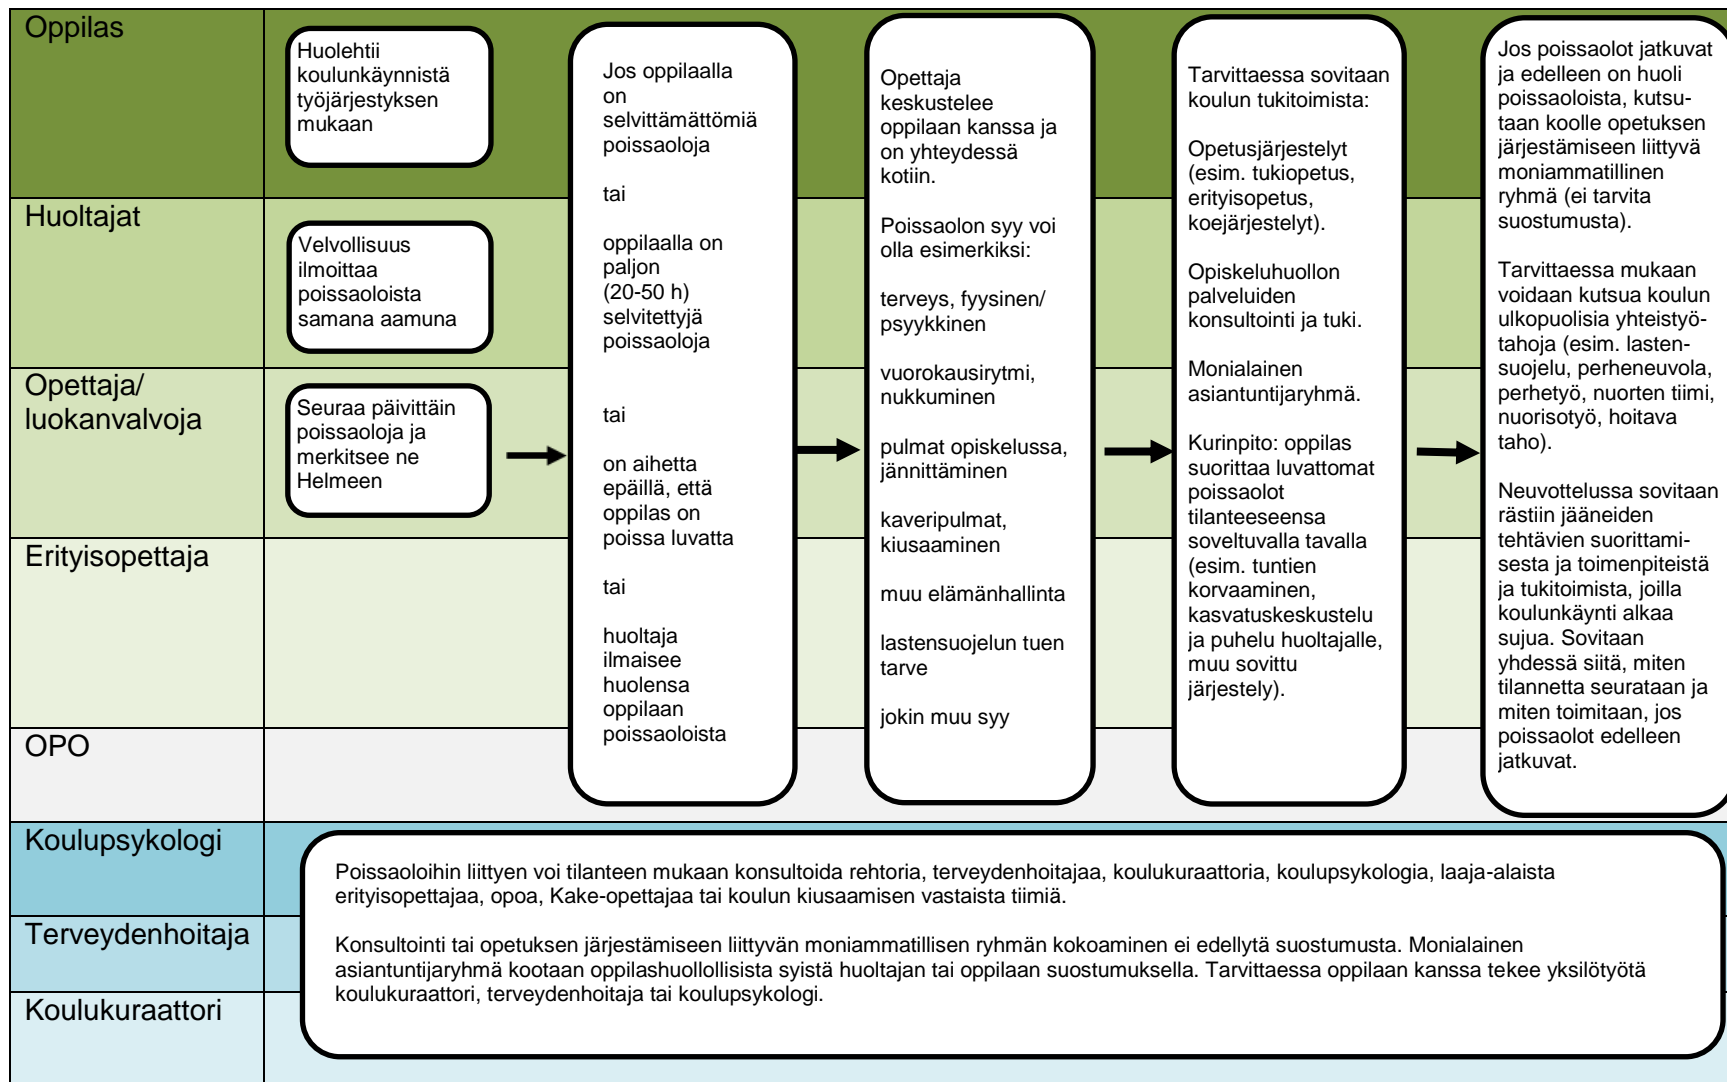 Oppilas
Huolehtii
koulunkäynnistä
työjärjestyksen
mukaan
Huoltajat
Velvollisuus
ilmoittaa
poissaoloista
samana aamuna
Opettaja/
luokanvalvoja
Seuraa päivittäin
poissaoloja ja
merkitsee ne
Helmeen
Erityisopettaja
OPO
Jos oppilaalla
on
selvittämättömiä
poissaoloja
tai
oppilaalla on
paljon
(20-50 h)
selvitettyjä
poissaoloja
tai
on aihetta
epäillä, että
oppilas on
poissa luvatta
tai
huoltaja
ilmaisee
huolensa
oppilaan
poissaoloista
Opettaja
keskustelee
oppilaan kanssa ja
on yhteydessä
kotiin.
Poissaolon syy voi
olla esimerkiksi:
terveys, fyysinen/
psyykkinen
vuorokausirytmi,
nukkuminen
pulmat opiskelussa,
jännittäminen
kaveripulmat,
kiusaaminen
muu elämänhallinta
lastensuojelun tuen
tarve
jokin muu syy
Tarvittaessa sovitaan
koulun tukitoimista:
Opetusjärjestelyt
(esim. tukiopetus,
erityisopetus,
koejärjestelyt).
Opiskeluhuollon
palveluiden
konsultointi ja tuki.
Monialainen
asiantuntijaryhmä.
Kurinpito: oppilas
suorittaa luvattomat
poissaolot
tilanteeseensa
soveltuvalla tavalla
(esim. tuntien
korvaaminen,
kasvatuskeskustelu
ja puhelu huoltajalle,
muu sovittu
järjestely).
Jos poissaolot jatkuvat
ja edelleen on huoli
poissaoloista, kutsu-
taan koolle opetuksen
järjestämiseen liittyvä
moniammatillinen
ryhmä (ei tarvita
suostumusta).
Tarvittaessa mukaan
voidaan kutsua koulun
ulkopuolisia yhteistyö-
tahoja (esim. lasten-
suojelu, perheneuvola,
perhetyö, nuorten tiimi,
nuorisotyö, hoitava
taho).
Neuvottelussa sovitaan
rästiin jääneiden
tehtävien suorittami-
sesta ja toimenpiteistä
ja tukitoimista, joilla
koulunkäynti alkaa
sujua. Sovitaan
yhdessä siitä, miten
tilannetta seurataan ja
miten toimitaan, jos
poissaolot edelleen
jatkuvat.
Koulupsykologi
Terveydenhoitaja
Koulukuraattori
Poissaoloihin liittyen voi tilanteen mukaan konsultoida rehtoria, terveydenhoitajaa, koulukuraattoria, koulupsykologia, laaja-alaista
erityisopettajaa, opoa, Kake-opettajaa tai koulun kiusaamisen vastaista tiimiä.
Konsultointi tai opetuksen järjestämiseen liittyvän moniammatillisen ryhmän kokoaminen ei edellytä suostumusta. Monialainen
asiantuntijaryhmä kootaan oppilashuollollisista syistä huoltajan tai oppilaan suostumuksella. Tarvittaessa oppilaan kanssa tekee yksilötyötä
koulukuraattori, terveydenhoitaja tai koulupsykologi.